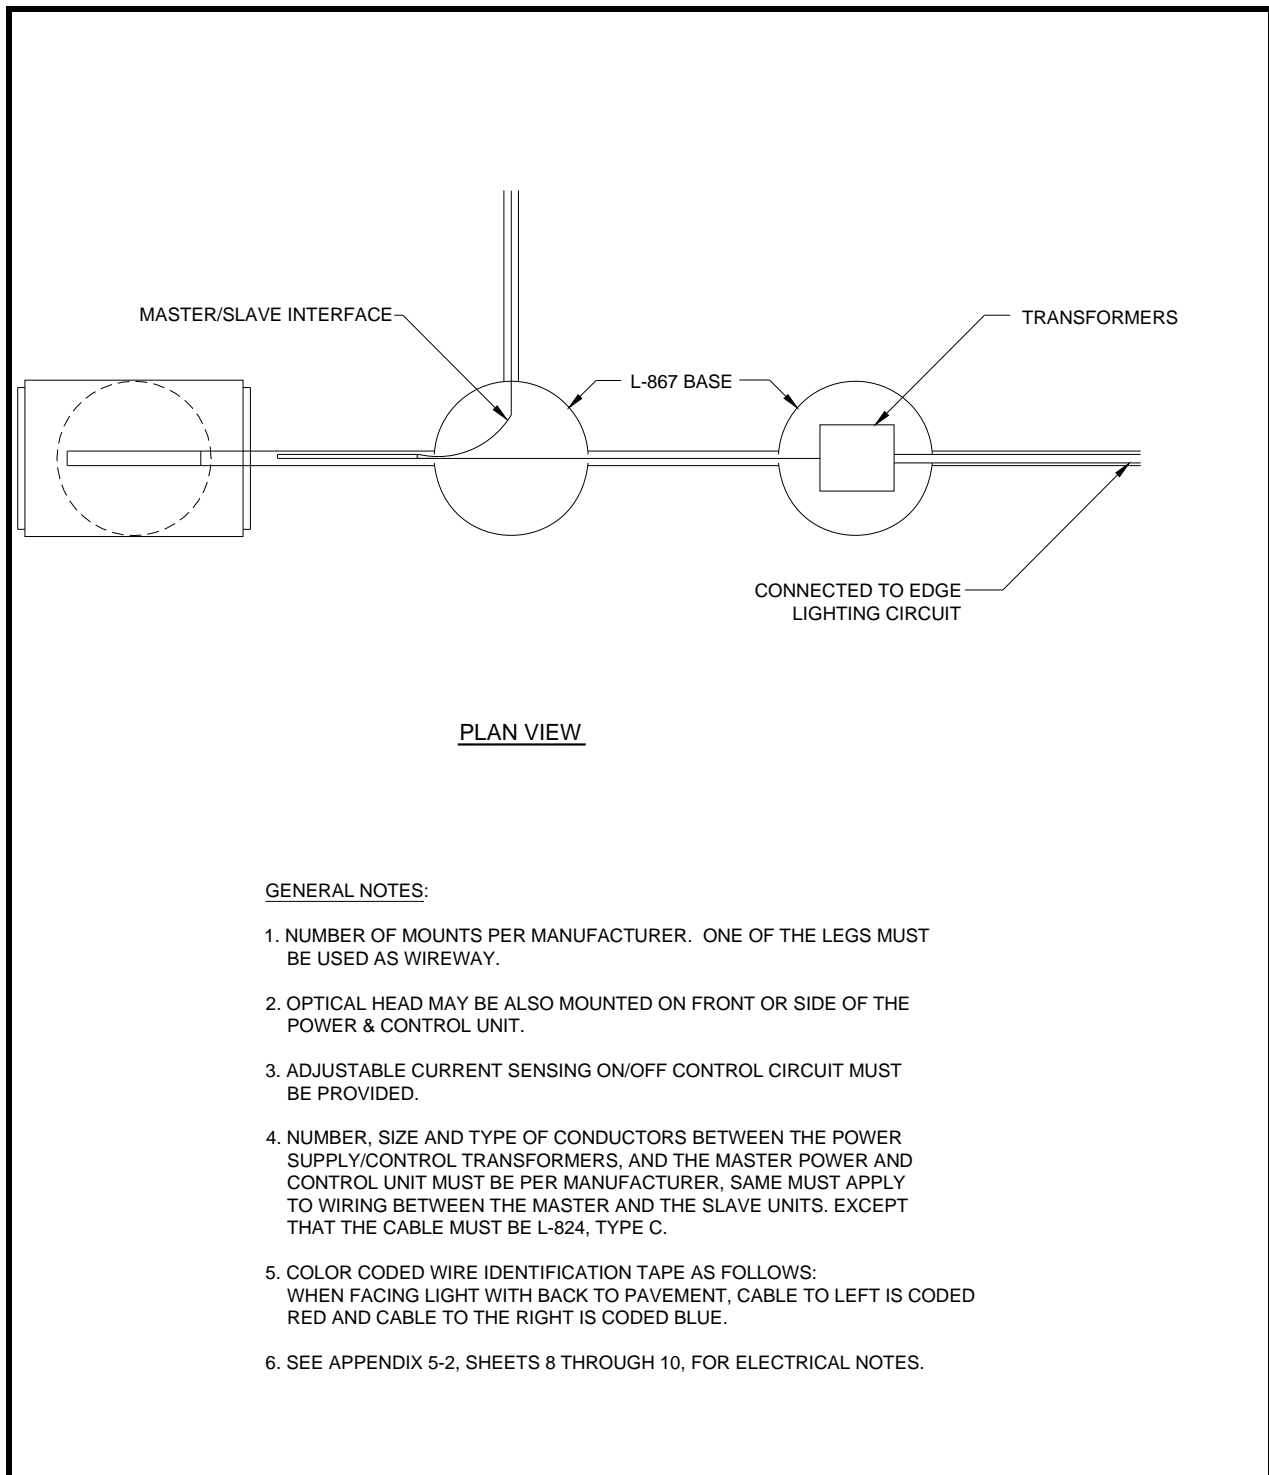 MASTER/SLAVE INTERFACE
TRANSFORMERS
L-867 BASE
CONNECTED TO EDGE
LIGHTING CIRCUIT
PLAN VIEW
GENERAL NOTES:
1. NUMBER OF MOUNTS PER MANUFACTURER. ONE OF THE LEGS MUST
BE USED AS WIREWAY.
2. OPTICAL HEAD MAY BE ALSO MOUNTED ON FRONT OR SIDE OF THE
POWER & CONTROL UNIT.
3. ADJUSTABLE CURRENT SENSING ON/OFF CONTROL CIRCUIT MUST
BE PROVIDED.
4. NUMBER, SIZE AND TYPE OF CONDUCTORS BETWEEN THE POWER
SUPPLY/CONTROL TRANSFORMERS, AND THE MASTER POWER AND
CONTROL UNIT MUST BE PER MANUFACTURER, SAME MUST APPLY
TO WIRING BETWEEN THE MASTER AND THE SLAVE UNITS. EXCEPT
THAT THE CABLE MUST BE L-824, TYPE C.
5. COLOR CODED WIRE IDENTIFICATION TAPE AS FOLLOWS:
WHEN FACING LIGHT WITH BACK TO PAVEMENT, CABLE TO LEFT IS CODED
RED AND CABLE TO THE RIGHT IS CODED BLUE.
6. SEE APPENDIX 5-2, SHEETS 8 THROUGH 10, FOR ELECTRICAL NOTES.